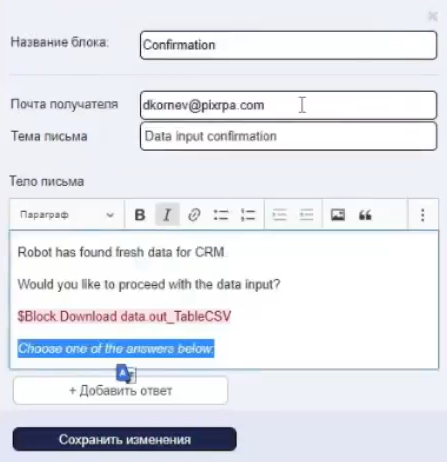 Название блока:
Confirmation
Почта получателя
dkornev@pixrpa.com
Тема письма
Data input confirmation
Тело письма
Параграф
B I
Robot has found fresh data for CRM
Would you like to proceed with the data input?
$Block.Download data.out_TableCSV
Choose one of the answers below:
+ Добавить ответ
Сохранить изменения